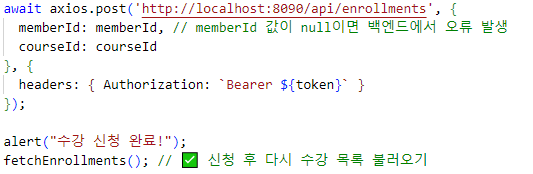 await axios.post('http://localhost:8090/api/enrollments', {
  memberId: memberId, // memberId 값이 null이면 백엔드에서 오류 발생
  courseId: courseId
}, {
  headers: { Authorization: `Bearer ${token}` }
});

alert("수강 신청 완료!");
fetchEnrollments(); // ✅ 신청 후 다시 수강 목록 불러오기